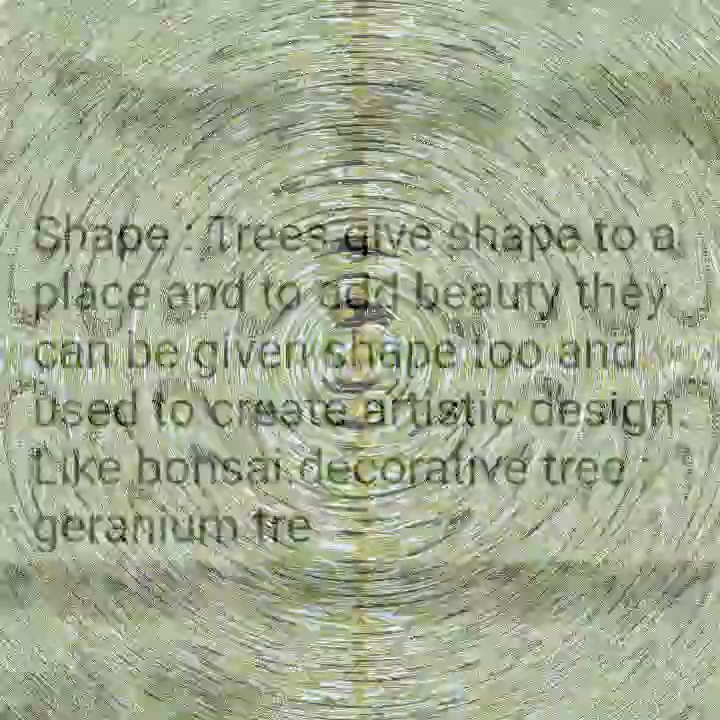 Shape : Trees give shape to a
place and to add beauty they
can be given shape too and
used to create artistic design.
Like bonsai decorative tree
geranium tre